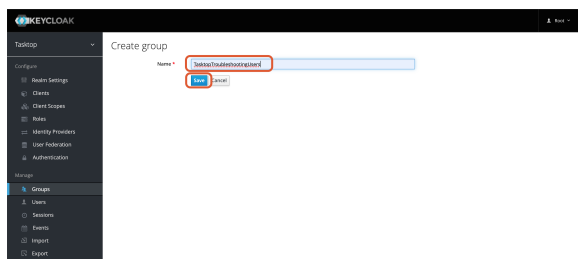 KEYCLOAK
Root
Tasktop
Create group
Configure
Name *
TasktopTroubleshootingUsers
Save
Cancel
Realm Settings
Clients
Client Scopes
Roles
Identity Providers
User Federation
Authentication
Manage
Groups
Users
Sessions
Events
Import
Export